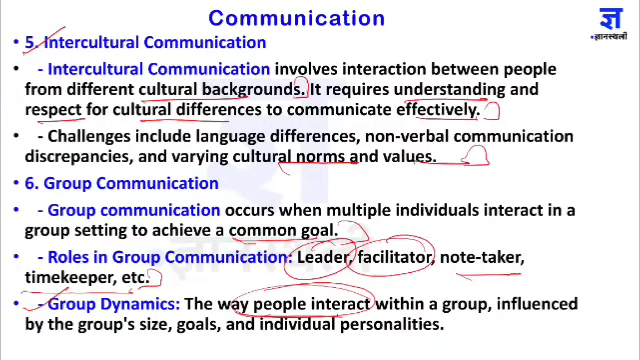 Communication
ज्ञ
ज्ञानस्थली
• 5. Intercultural Communication
• - Intercultural Communication involves interaction between people
from different cultural backgrounds. It requires understanding and
respect for cultural differences to communicate effectively.
• - Challenges include language differences, non-verbal communication
discrepancies, and varying cultural norms and values.
• 6. Group Communication
• - Group communication occurs when multiple individuals interact in a
group setting to achieve a common goal.
• - Roles in Group Communication: Leader, facilitator, note-taker,
timekeeper, etc.
• - Group Dynamics: The way people interact within a group, influenced
by the group's size, goals, and individual personalities.